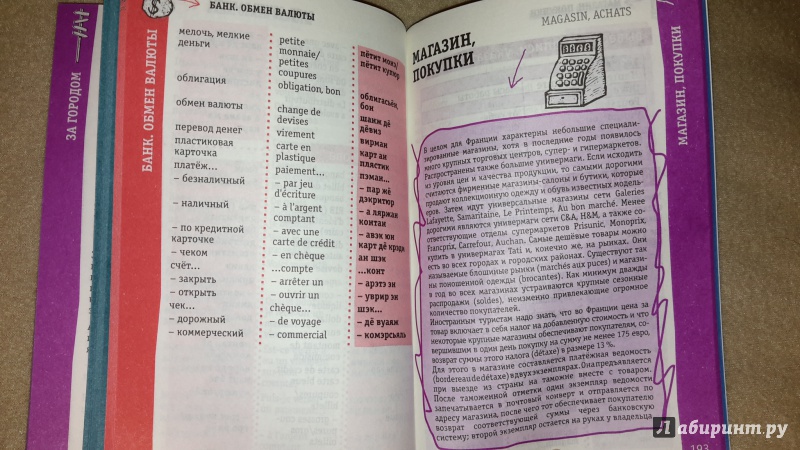 ЗА ГОРОДОМ
БАНК. ОБМЕН ВАЛЮТЫ
БАНК. ОБМЕН ВАЛЮТЫ
мелочь, мелкие
деньги
облигация
обмен валюты
перевод денег
пластиковая
карточка
платёж...
– безналичный
– наличный
– по кредитной
карточке
чеком
счёт...
– закрыть
– открыть
чек...
– дорожный
– коммерческий
petite
monnaie/
petites
coupures
obligation, bon
change de
devises
virement
carte en
plastique
paiement...
– par jeu
d'écriture
– à l'argent
comptant
– avec une
carte de crédit
– en chèque
...compte
– arrêter un
– ouvrir un
chèque...
– de voyage
– commercial
пётит монэ/
пётит купюр
облигасьён,
бон
шанж дё
дёвиз
вирман
карт ан
пластик
пэман...
– пар жё
дэкритюр
– а ляржан
контан
– авэк юн
карт дё крэди
ан шэк
...конт
– арэтэ эн
– уврир эн
шэк...
– дё вуаяж
– комэрсьяль
MAGASIN, ACHATS
МАГАЗИН,
ПОКУПКИ
МАГАЗИН, ПОКУПКИ
В целом для Франции характерны небольшие специали-
зированные магазины, хотя в последние годы появилось
много крупных торговых центров, супер- и гипермаркетов.
Распространены также большие универмаги. Если исходить
из уровня цен и качества продукции, то самыми дорогими
считаются фирменные магазины-салоны и бутики, которые
продают коллекционную одежду и обувь известных модель-
еров. Затем идут универсальные магазины сети Galeries
Lafayette, Samaritaine, Le Printemps, Au bon marché. Менее
дорогими являются универмаги сети C&A, H&M, а также со-
ответствующие отделы супермаркетов Prisunic, Monoprix,
Francprix, Carrefour, Auchan. Самые дешёвые товары можно
купить в универмагах Tati и, конечно же, на рынках. Они
есть во всех городах и городских районах. Существуют так
называемые блошиные рынки (marchés aux puces) и магази-
ны поношенной одежды (brocantes). Как минимум дважды
в год во всех магазинах устраиваются крупные сезонные
распродажи (soldes), неизменно привлекающие огромное
количество покупателей.
Иностранным туристам надо знать, что во Франции цена за
товар включает в себя налог на добавленную стоимость и что
некоторые крупные магазины обеспечивают покупателям, со-
вершившим в один день покупку на сумму не менее 175 евро,
возврат суммы этого налога (détaxe) в размере 13 %.
Для этого в магазине составляется платёжная ведомость
(bordereau de détaxe) в двух экземплярах. Она предъявляется
при выезде из страны на таможне вместе с товаром.
После таможенной отметки один экземпляр ведомости
запечатывается в почтовый конверт и отправляется по
адресу магазина, после чего тот обеспечивает покупателю
возврат соответствующей суммы через банковскую
систему; второй экземпляр остается на руках у владельца
193
Лабиринт.ру